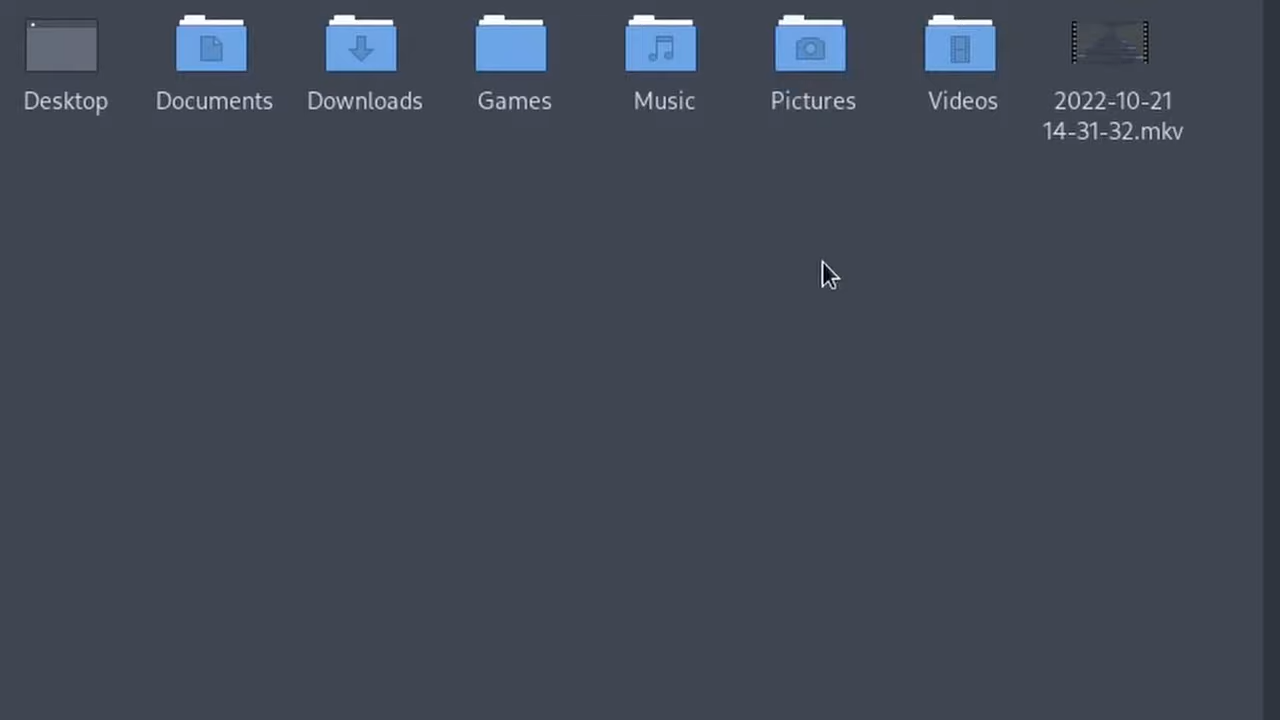 Desktop
Documents
Downloads
Games
Music
Pictures
Videos
2022-10-21
14-31-32.mkv